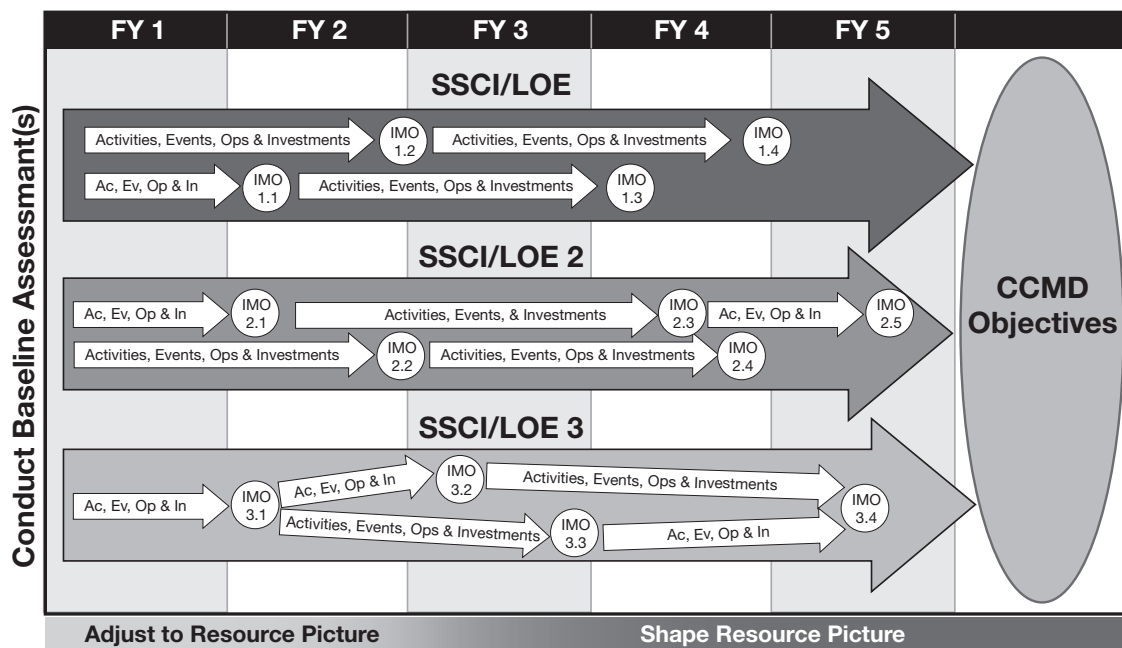 FY 1 FY 2 FY 3 FY 4 FY 5
Conduct Baseline Assessmant(s)
SSCI/LOE
Activities, Events, Ops & Investments
IMO
1.2
Activities, Events, Ops & Investments
IMO
1.4
Ac, Ev, Op & In
IMO
1.1
Activities, Events, Ops & Investments
IMO
1.3
SSCI/LOE 2
Ac, Ev, Op & In
IMO
2.1
Activities, Events, & Investments
IMO
2.3
Ac, Ev, Op & In
IMO
2.5
Activities, Events, Ops & Investments
IMO
2.2
Activities, Events, Ops & Investments
IMO
2.4
SSCI/LOE 3
Ac, Ev, Op & In
IMO
3.1
Ac, Ev, Op & In
IMO
3.2
Activities, Events, Ops & Investments
IMO
3.4
Activities, Events, Ops & Investments
IMO
3.3
Ac, Ev, Op & In
CCMD
Objectives
Adjust to Resource Picture
Shape Resource Picture